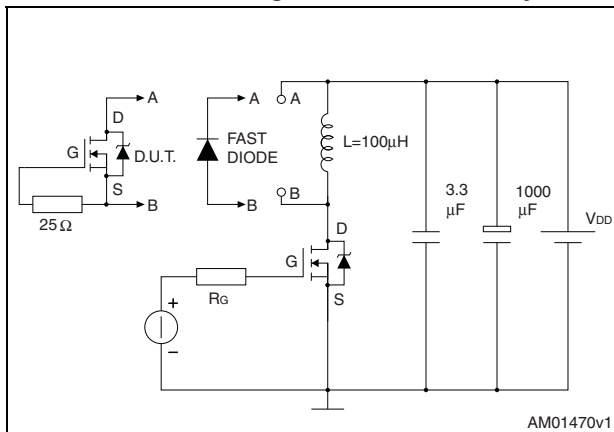 A
D
G
D.U.T.
S
B
25 Ω
A
FAST
DIODE
B
A
L=100µH
B
D
G
S
RG
+
-
3.3
µF
1000
µF
VDD
AM01470v1